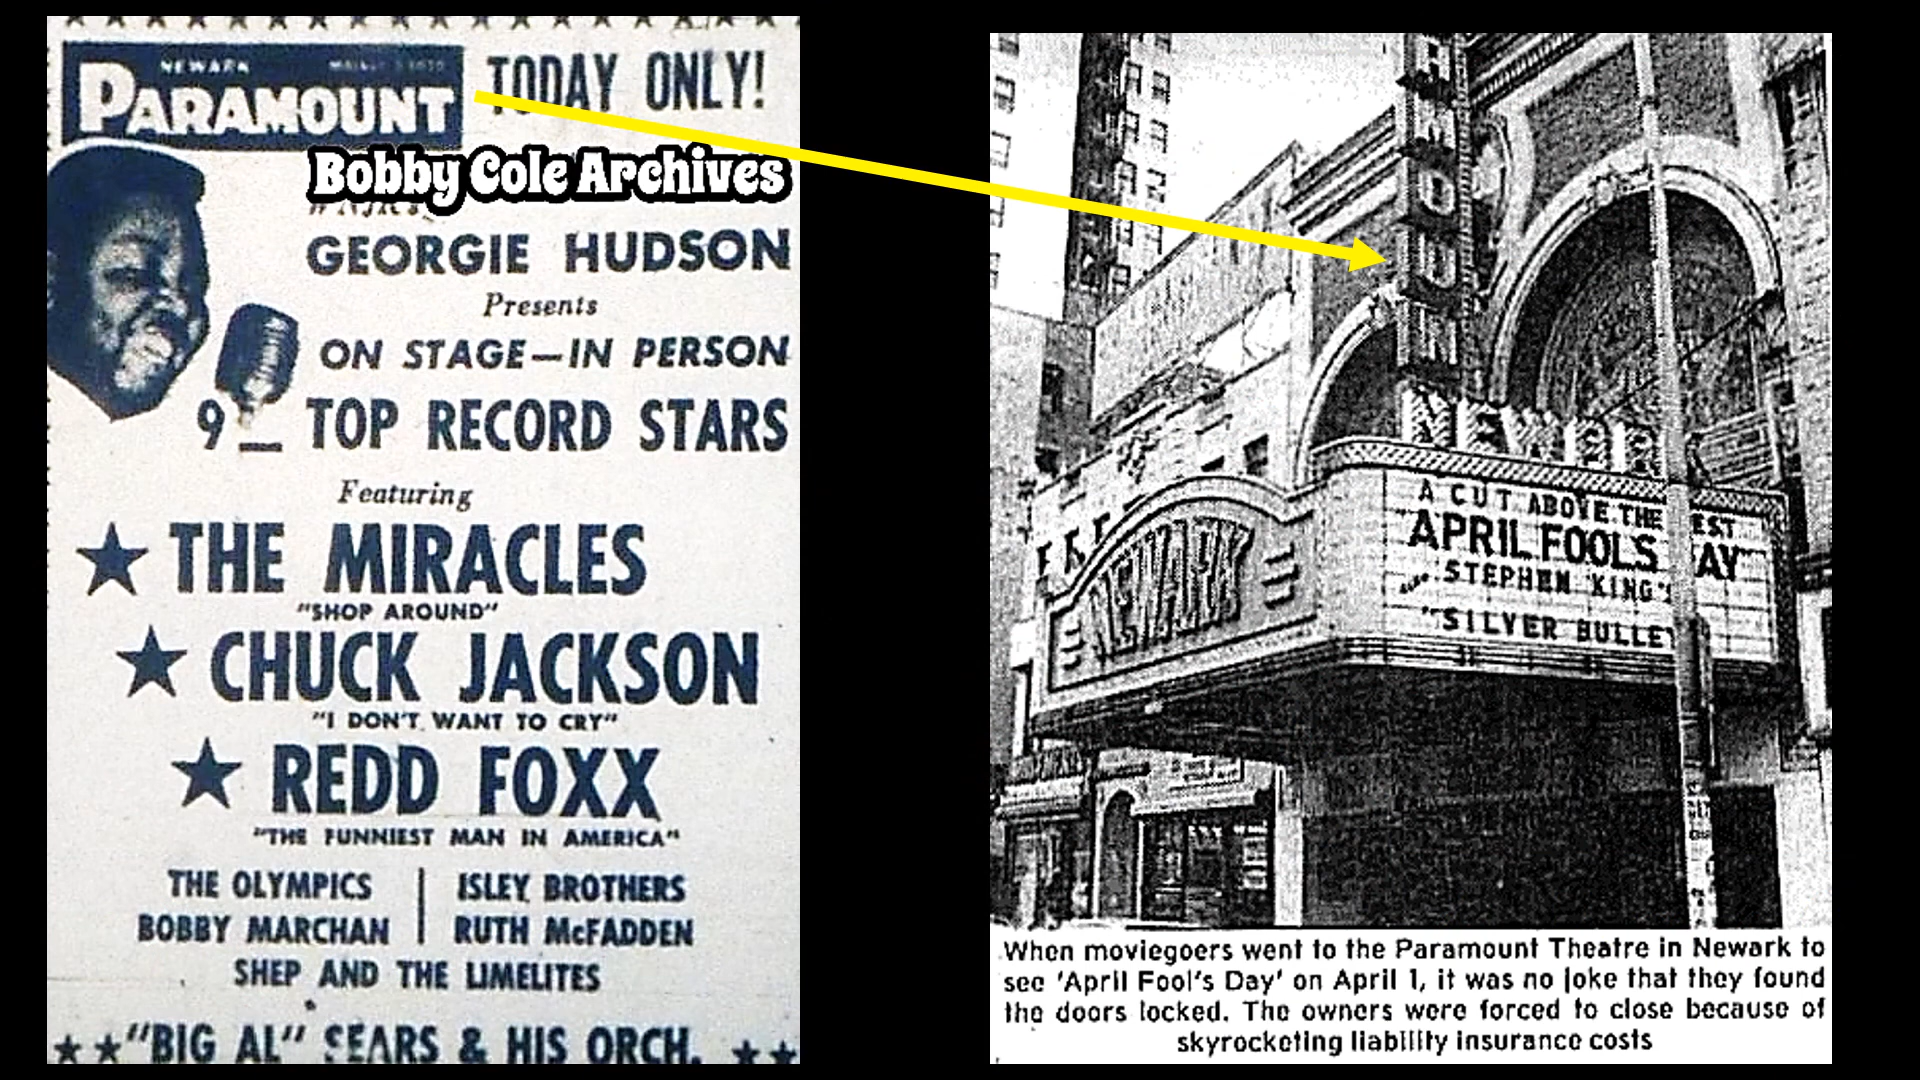 NEWARK
PARAMOUNT
TODAY ONLY!
Bobby Cole Archives
GEORGIE HUDSON
Presents
ON STAGE—IN PERSON
9 TOP RECORD STARS
Featuring
★ THE MIRACLES
"SHOP AROUND"
★ CHUCK JACKSON
"I DON'T WANT TO CRY"
★ REDD FOXX
"THE FUNNIEST MAN IN AMERICA"
THE OLYMPICS
BOBBY MARCHAN
ISLEY BROTHERS
RUTH McFADDEN
SHEP AND THE LIMELITES
★ ★ "BIG AL" SEARS & HIS ORCH. ★ ★
MOUNT
NEWARK
NEWARK
A CUT ABOVE THE EST
APRIL FOOLS AY
STEPHEN KING'S
"SILVER BULLE
When moviegoers went to the Paramount Theatre in Newark to
see 'April Fool's Day' on April 1, it was no joke that they found
the doors locked. The owners were forced to close because of
skyrocketing liability insurance costs